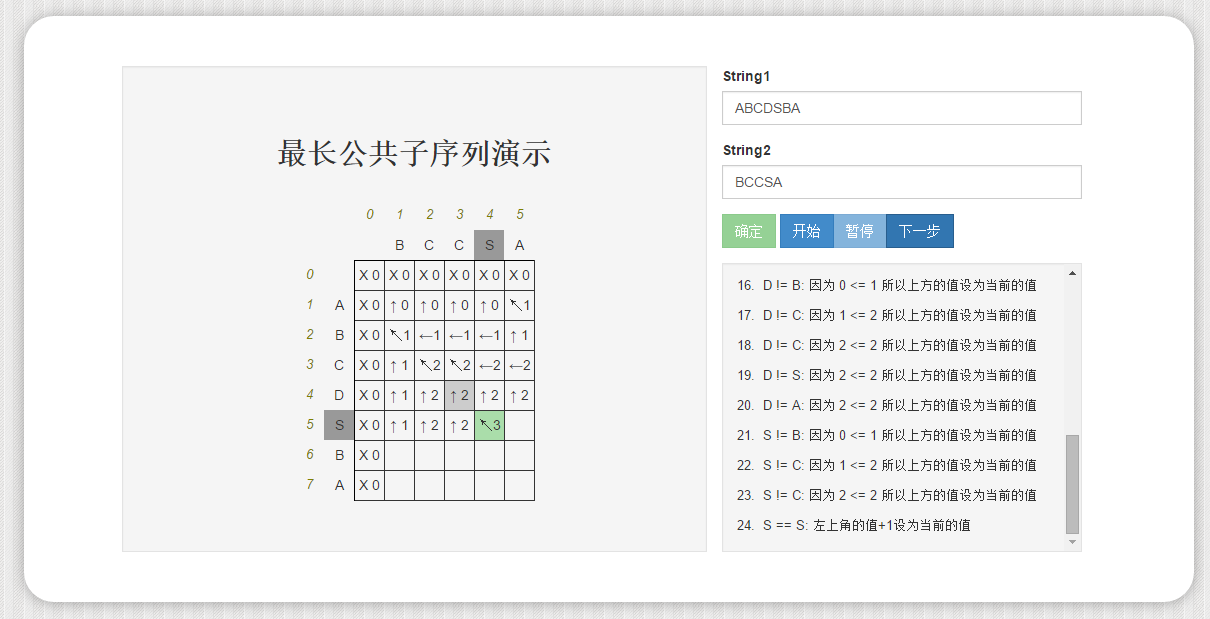 最长公共子序列演示
0 1 2 3 4 5
B C C S A
0 X 0 X 0 X 0 X 0 X 0 X 0
1 A X 0 ↑ 0 ↑ 0 ↑ 0 ↑ 0 ↖1
2 B X 0 ↖1 ←1 ←1 ←1 ↑ 1
3 C X 0 ↑ 1 ↖2 ↖2 ←2 ←2
4 D X 0 ↑ 1 ↑ 2 ↑ 2 ↑ 2 ↑ 2
5 S X 0 ↑ 1 ↑ 2 ↑ 2 ↖3
6 B X 0
7 A X 0
String1
ABCDSBA
String2
BCCSA
确定 开始 暂停 下一步
16. D != B: 因为 0 <= 1 所以上方的值设为当前的值
17. D != C: 因为 1 <= 2 所以上方的值设为当前的值
18. D != C: 因为 2 <= 2 所以上方的值设为当前的值
19. D != S: 因为 2 <= 2 所以上方的值设为当前的值
20. D != A: 因为 2 <= 2 所以上方的值设为当前的值
21. S != B: 因为 0 <= 1 所以上方的值设为当前的值
22. S != C: 因为 1 <= 2 所以上方的值设为当前的值
23. S != C: 因为 2 <= 2 所以上方的值设为当前的值
24. S == S: 左上角的值+1设为当前的值